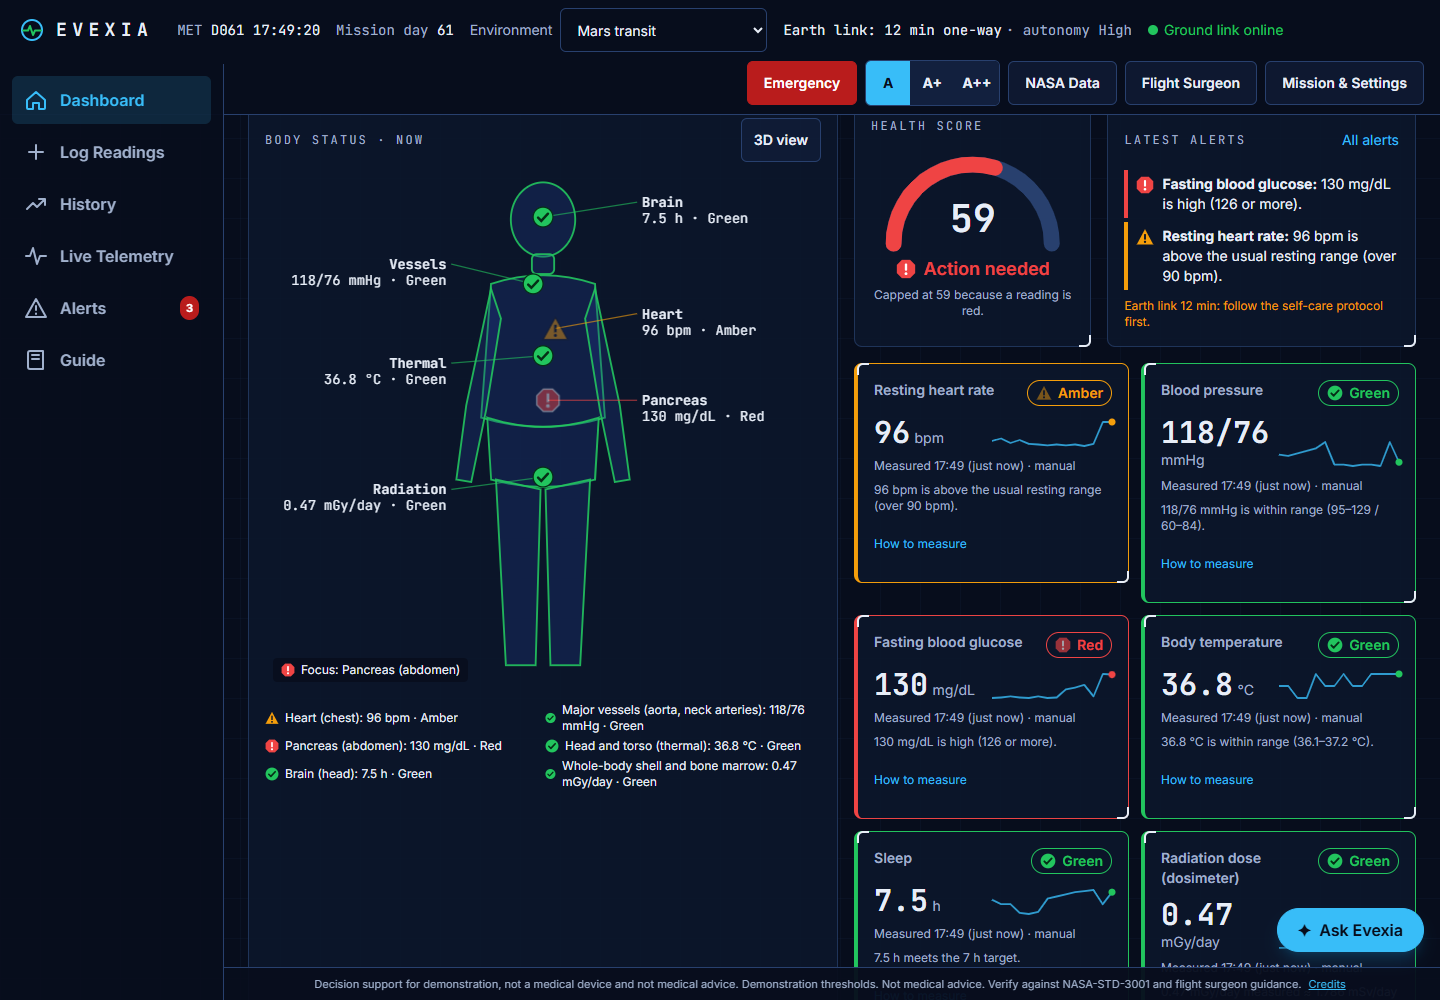 EVEXIA
MET D061 17:49:20 Mission day 61 Environment Mars transit Earth link: 12 min one-way · autonomy High Ground link online
Emergency A A+ A++ NASA Data Flight Surgeon Mission & Settings
Dashboard
Log Readings
History
Live Telemetry
Alerts 3
Guide
BODY STATUS · NOW
3D view
Brain
7.5 h · Green
Vessels
118/76 mmHg · Green
Heart
96 bpm · Amber
Thermal
36.8 °C · Green
Pancreas
130 mg/dL · Red
Radiation
0.47 mGy/day · Green
Focus: Pancreas (abdomen)
Heart (chest): 96 bpm · Amber
Major vessels (aorta, neck arteries): 118/76
mmHg · Green
Pancreas (abdomen): 130 mg/dL · Red
Head and torso (thermal): 36.8 °C · Green
Brain (head): 7.5 h · Green
Whole-body shell and bone marrow: 0.47
mGy/day · Green
HEALTH SCORE
59
Action needed
Capped at 59 because a reading is
red.
LATEST ALERTS
All alerts
Fasting blood glucose: 130 mg/dL
is high (126 or more).
Resting heart rate: 96 bpm is
above the usual resting range (over
90 bpm).
Earth link 12 min: follow the self-care protocol
first.
Resting heart rate
Amber
96 bpm
Measured 17:49 (just now) · manual
96 bpm is above the usual resting range
(over 90 bpm).
How to measure
Blood pressure
Green
118/76
mmHg
Measured 17:49 (just now) · manual
118/76 mmHg is within range (95–129 /
60–84).
How to measure
Fasting blood glucose
Red
130 mg/dL
Measured 17:49 (just now) · manual
130 mg/dL is high (126 or more).
How to measure
Body temperature
Green
36.8 °C
Measured 17:49 (just now) · manual
36.8 °C is within range (36.1–37.2 °C).
How to measure
Sleep
Green
7.5 h
Measured 17:49 (just now) · manual
7.5 h meets the 7 h target.
Radiation dose
(dosimeter)
Green
0.47
mGy/day
Measured 17:49 (just now) · manual
Ask Evexia
Decision support for demonstration, not a medical device and not medical advice. Demonstration thresholds. Not medical advice. Verify against NASA-STD-3001 and flight surgeon guidance. Credits